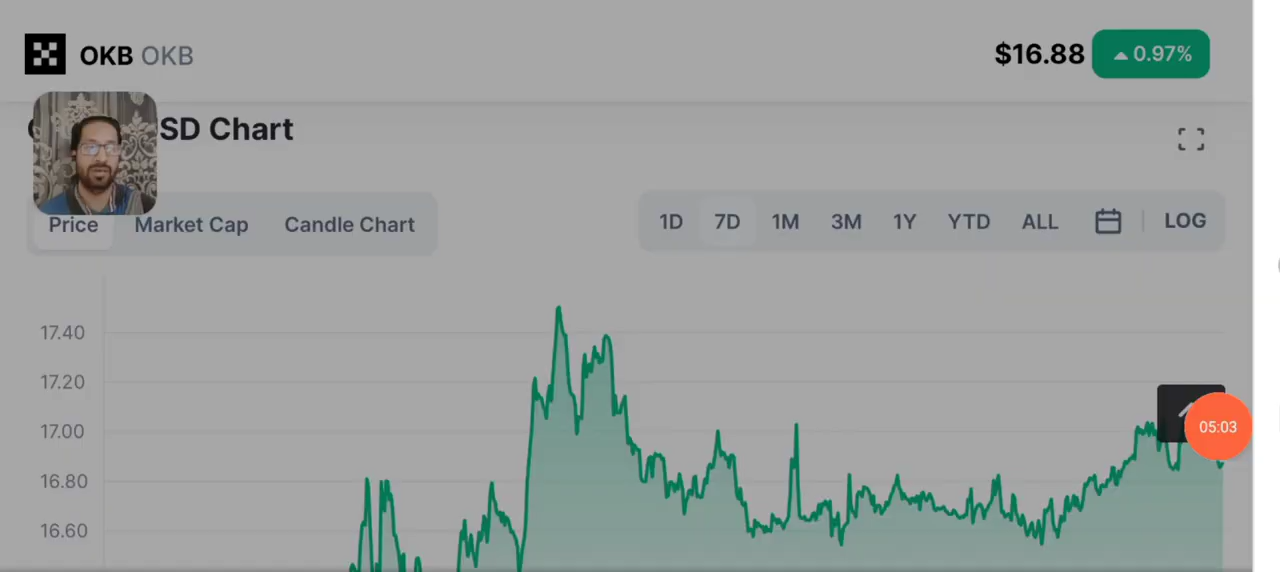 OKB OKB
$16.88 0.97%
SD Chart
Price Market Cap Candle Chart
1D 7D 1M 3M 1Y YTD ALL LOG
17.40
17.20
17.00
05:03
16.80
16.60